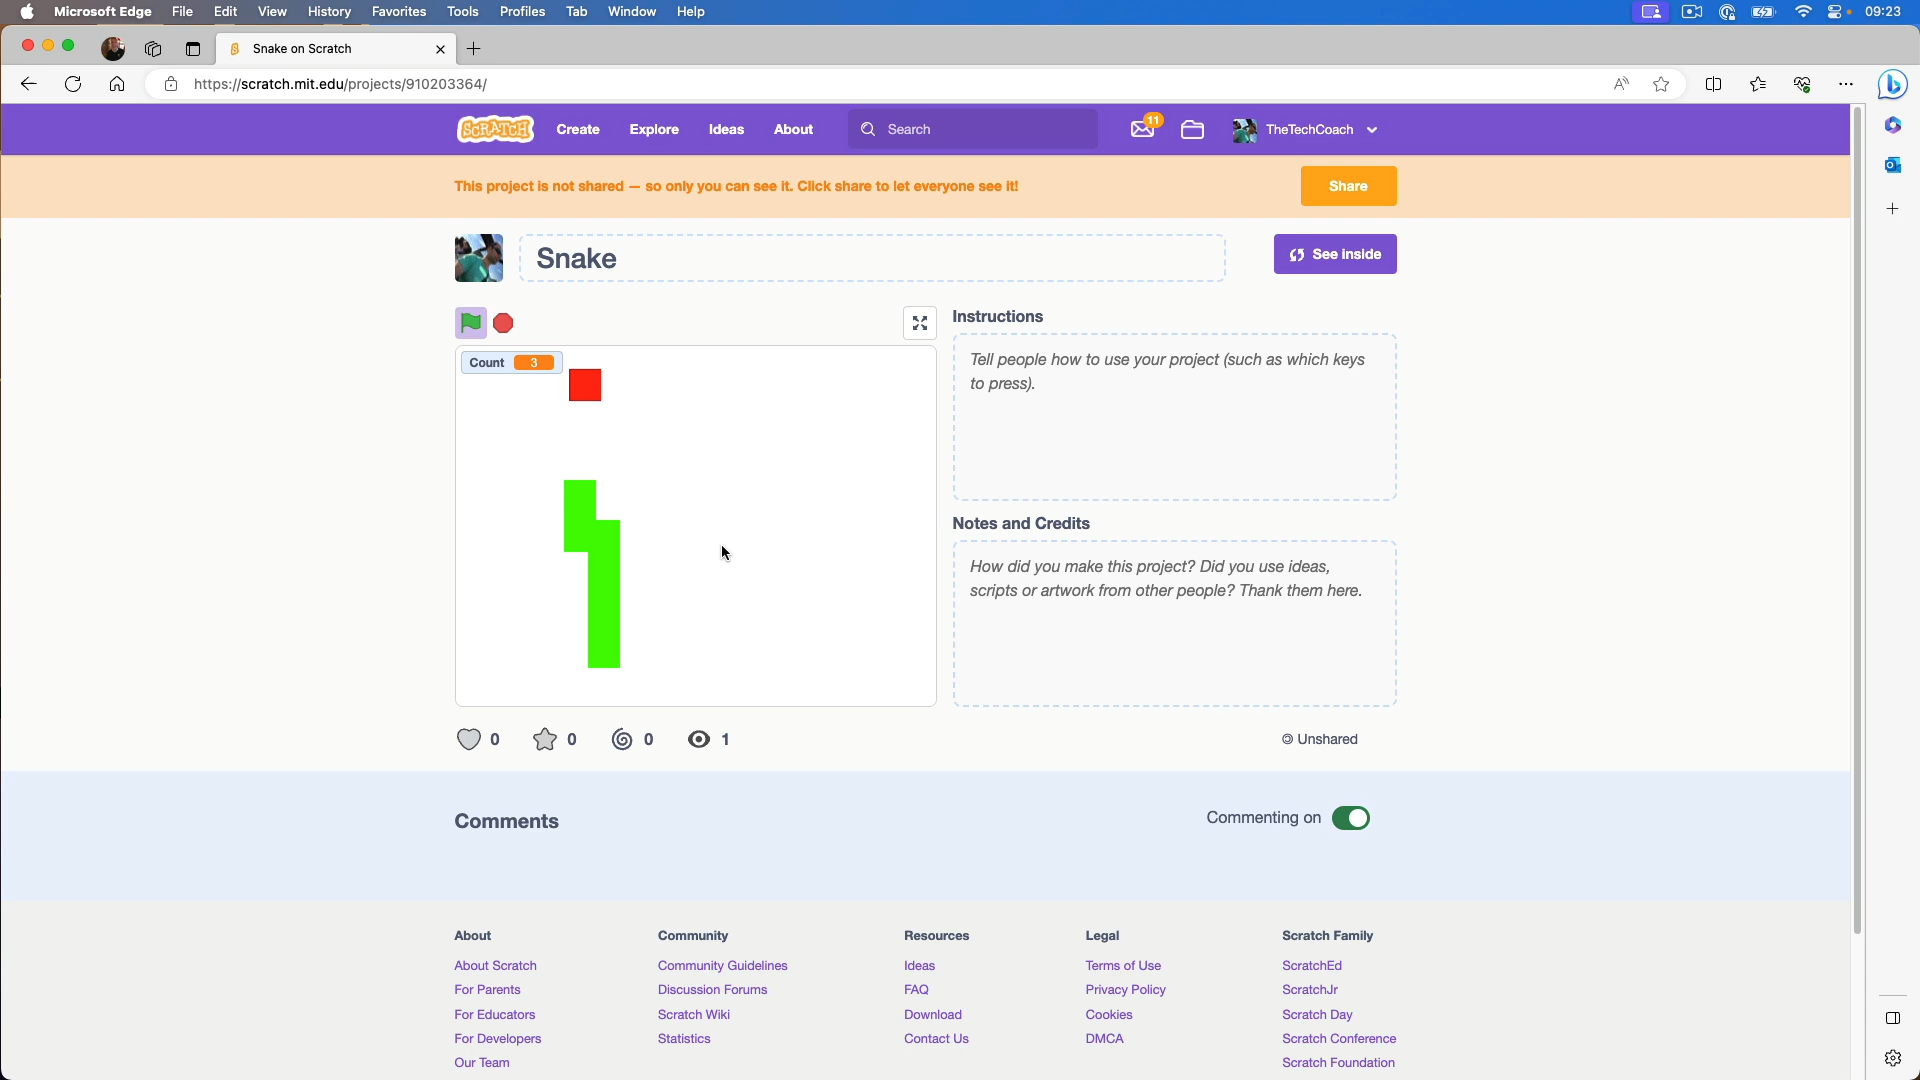 Microsoft Edge File Edit View History Favorites Tools Profiles Tab Window Help 09:23
Snake on Scratch
https://scratch.mit.edu/projects/910203364/
SCRATCH Create Explore Ideas About Search 11 TheTechCoach
This project is not shared — so only you can see it. Click share to let everyone see it! Share
Snake See inside
Instructions
Count 3
Tell people how to use your project (such as which keys
to press).
Notes and Credits
How did you make this project? Did you use ideas,
scripts or artwork from other people? Thank them here.
0 0 0 1 Unshared
Comments Commenting on
About Community Resources Legal Scratch Family
About Scratch Community Guidelines Ideas Terms of Use ScratchEd
For Parents Discussion Forums FAQ Privacy Policy ScratchJr
For Educators Scratch Wiki Download Cookies Scratch Day
For Developers Statistics Contact Us DMCA Scratch Conference
Our Team Scratch Foundation